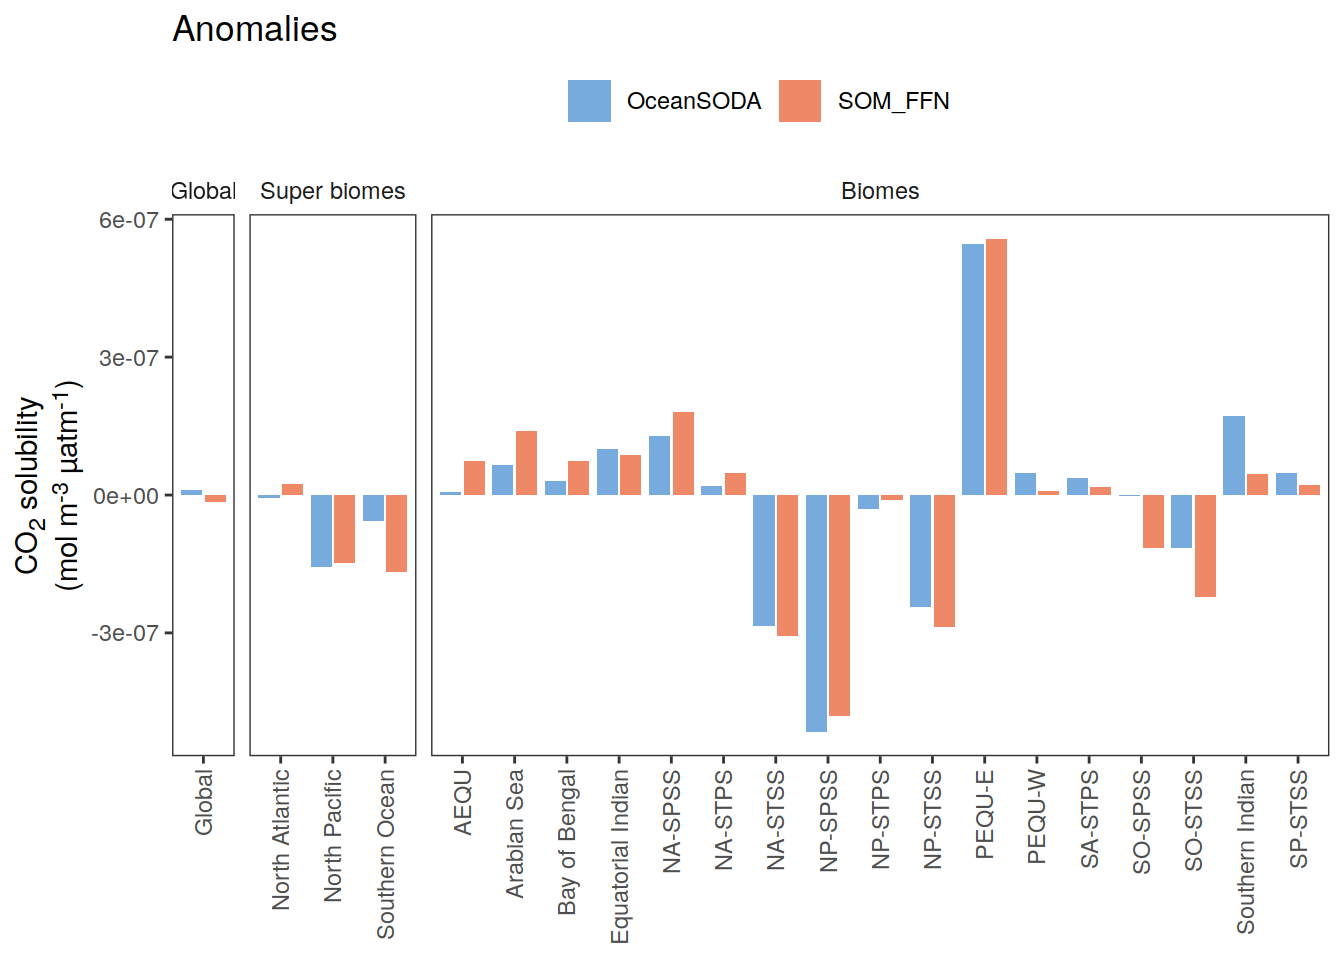 Anomalies
OceanSODA
SOM_FFN
Global
Super biomes
Biomes
6e-07
3e-07
0e+00
-3e-07
CO₂ solubility
(mol m⁻³ µatm⁻¹)
Global
North Atlantic
North Pacific
Southern Ocean
AEQU
Arabian Sea
Bay of Bengal
Equatorial Indian
NA-SPSS
NA-STPS
NA-STSS
NP-SPSS
NP-STPS
NP-STSS
PEQU-E
PEQU-W
SA-STPS
SO-SPSS
SO-STSS
Southern Indian
SP-STSS